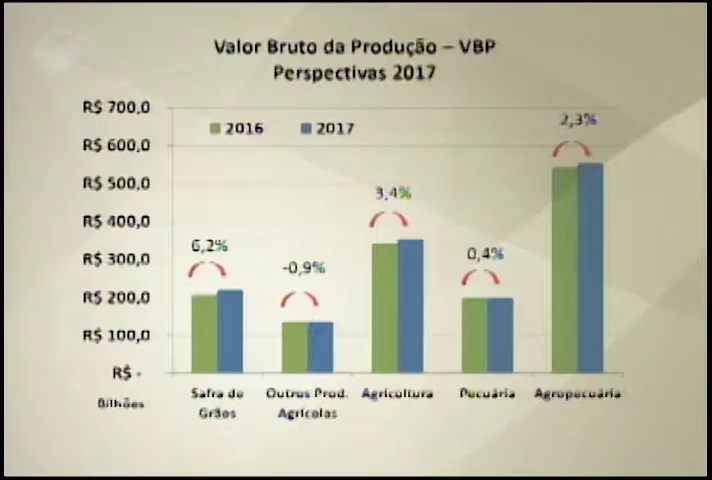 Valor Bruto da Produção – VBP
Perspectivas 2017
R$ 700,0
R$ 600,0
R$ 500,0
R$ 400,0
R$ 300,0
R$ 200,0
R$ 100,0
R$ -
Bilhões
2016
2017
6,2%
-0,9%
3,4%
0,4%
2,3%
Safra de
Grãos
Outros Prod.
Agrícolas
Agricultura
Pecuária
Agropecuária